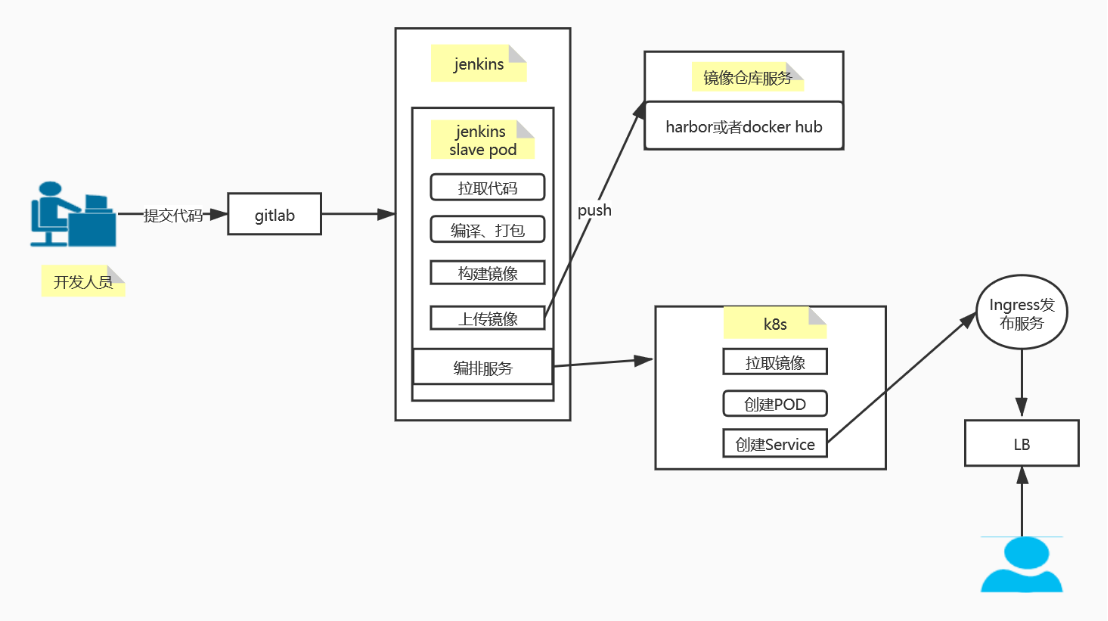 开发人员
提交代码
gitlab
jenkins
jenkins
slave pod
拉取代码
编译、打包
构建镜像
上传镜像
编排服务
push
镜像仓库服务
harbor或者docker hub
k8s
拉取镜像
创建POD
创建Service
Ingress发
布服务
LB